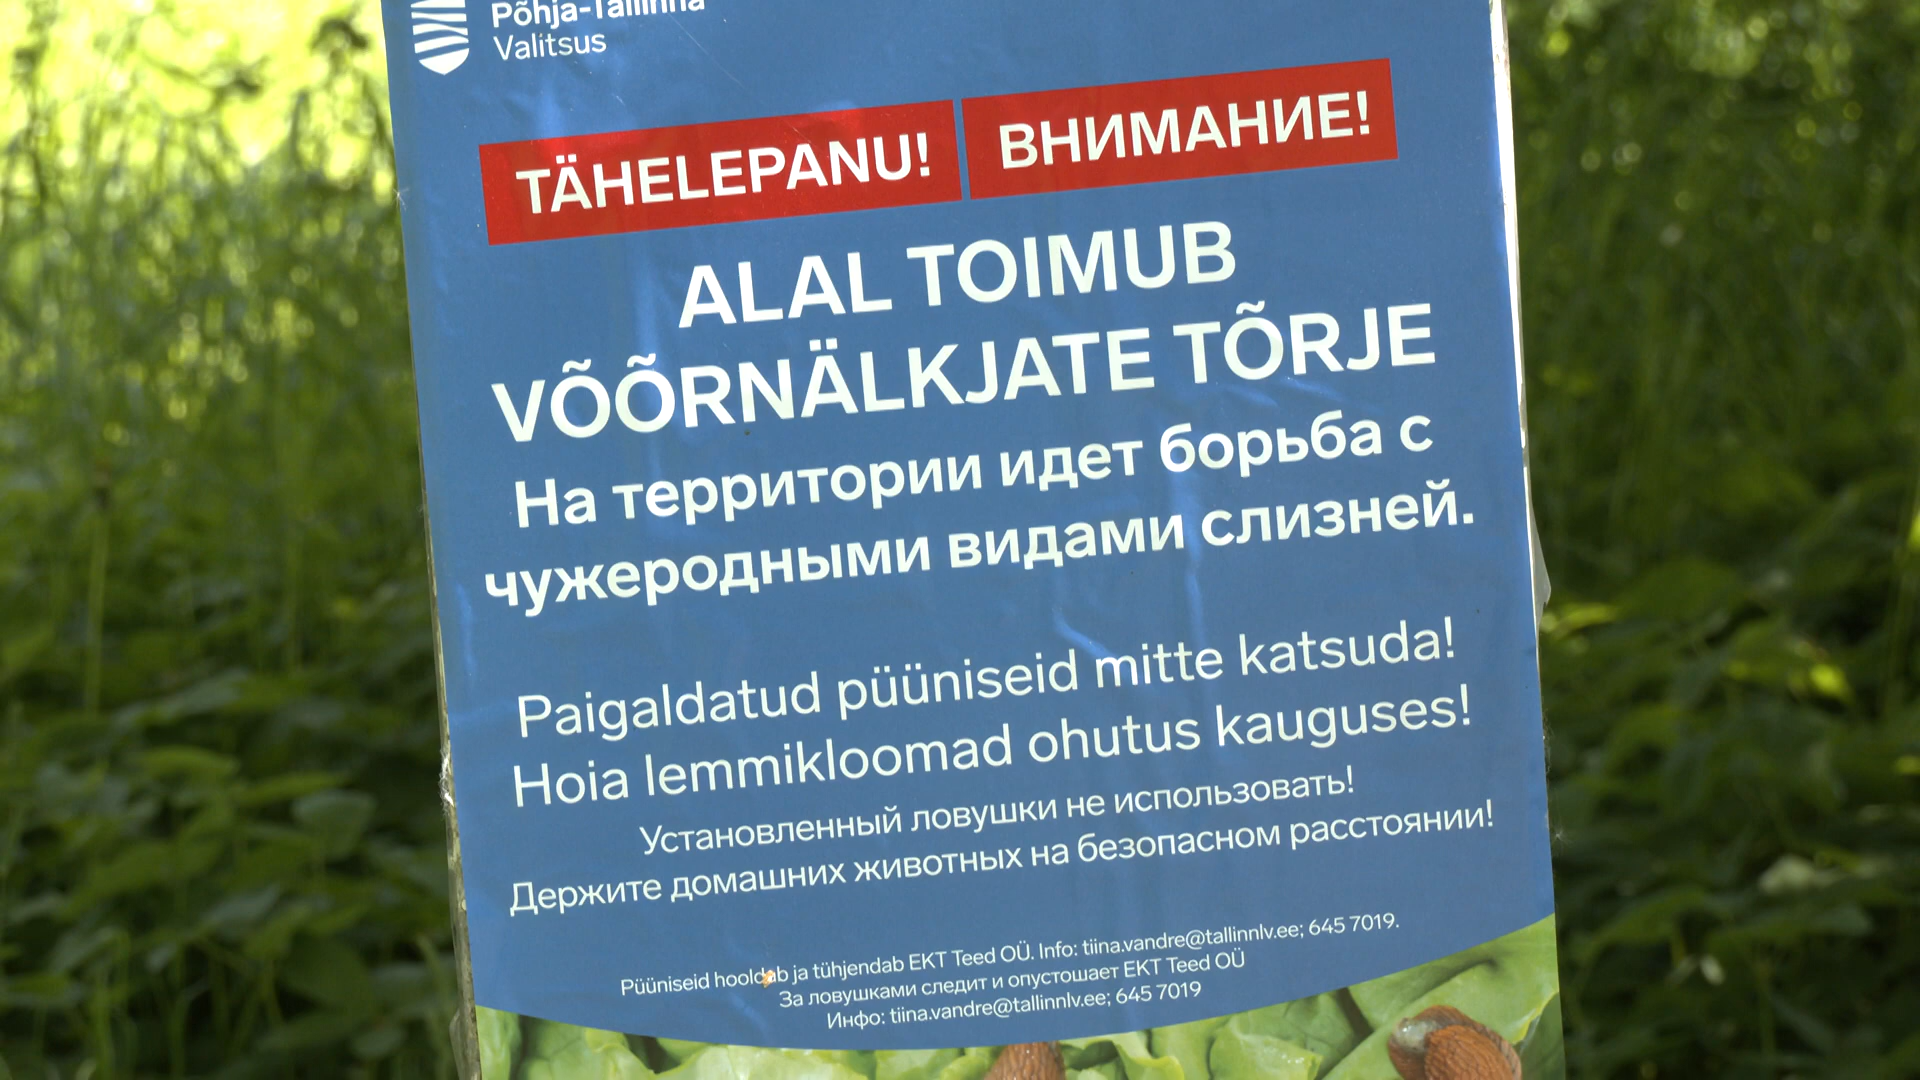 Põhja-Tallinna
Valitsus
TÄHELEPANU! ВНИМАНИЕ!
ALAL TOIMUB
VÕÕRNÄLKJATE TÕRJE
На территории идет борьба с
чужеродными видами слизней.
Paigaldatud püüniseid mitte katsuda!
Hoia lemmikloomad ohutus kauguses!
Установленный ловушки не использовать!
Держите домашних животных на безопасном расстоянии!
Püüniseid hooldab ja tühjendab EKT Teed OÜ. Info: tiina.vandre@tallinnlv.ee; 645 7019.
За ловушками следит и опустошает EKT Teed OÜ
Инфо: tiina.vandre@tallinnlv.ee; 645 7019